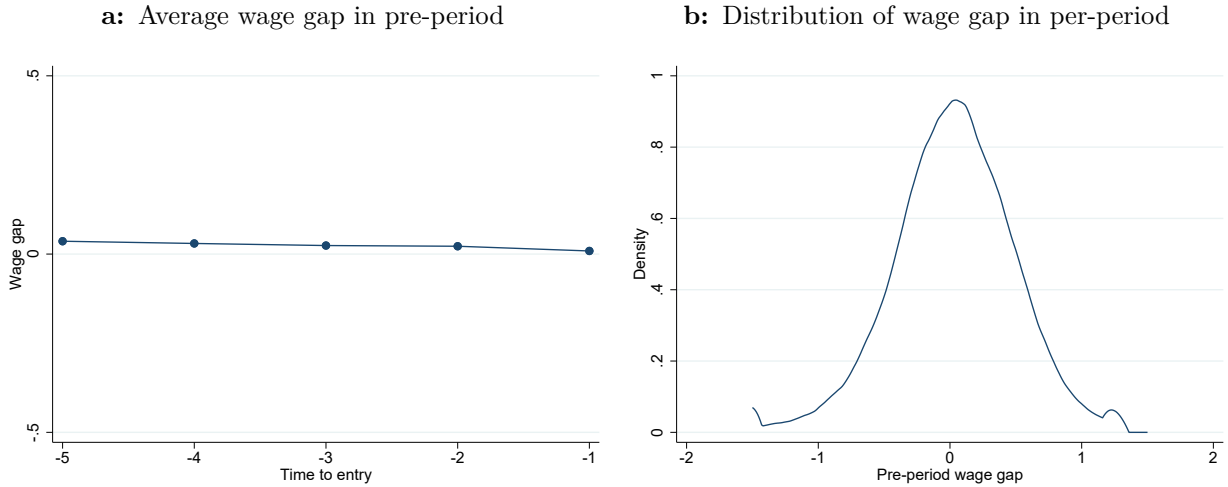 a: Average wage gap in pre-period
.5
0
-.5
Wage gap
-5 -4 -3 -2 -1
Time to entry
b: Distribution of wage gap in per-period
1
.8
.6
.4
.2
0
Density
-2 -1 0 1 2
Pre-period wage gap